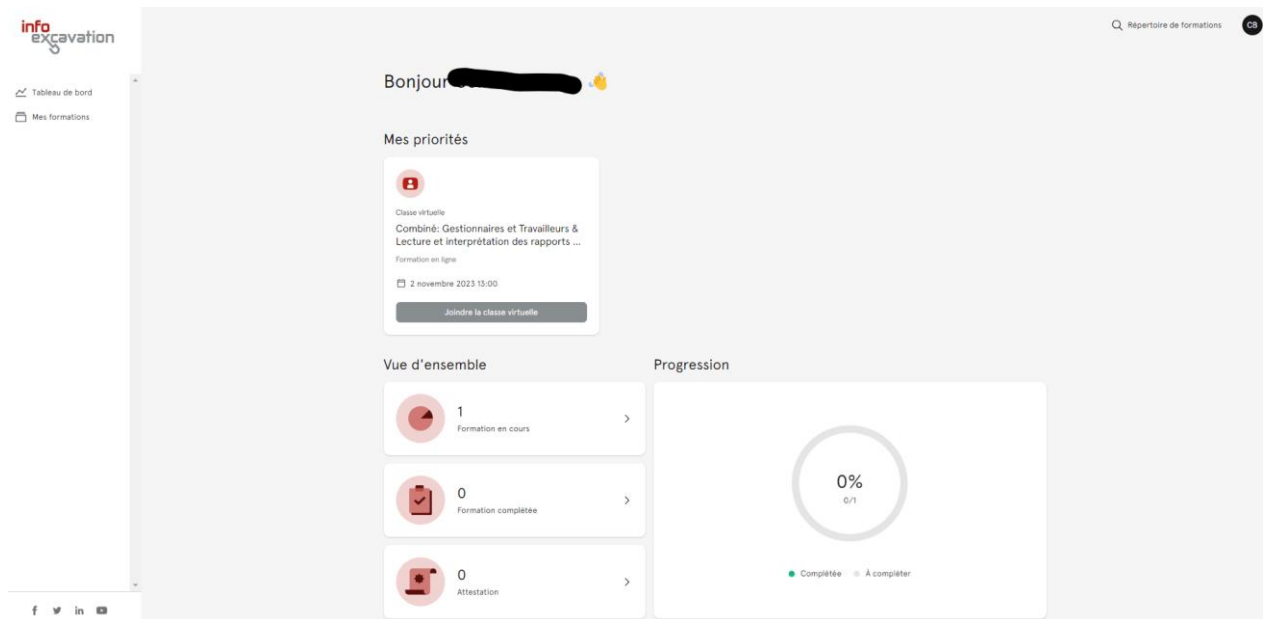 info
excavation
Répertoire de formations
CB
Tableau de bord
Mes formations
Bonjour
Mes priorités
Classe virtuelle
Combiné: Gestionnaires et Travailleurs &
Lecture et interprétation des rapports ...
Formation en ligne
2 novembre 2023 13:00
Joindre la classe virtuelle
Vue d'ensemble
1
Formation en cours
0
Formation complétée
0
Attestation
Progression
0%
0/1
Complétée
À compléter